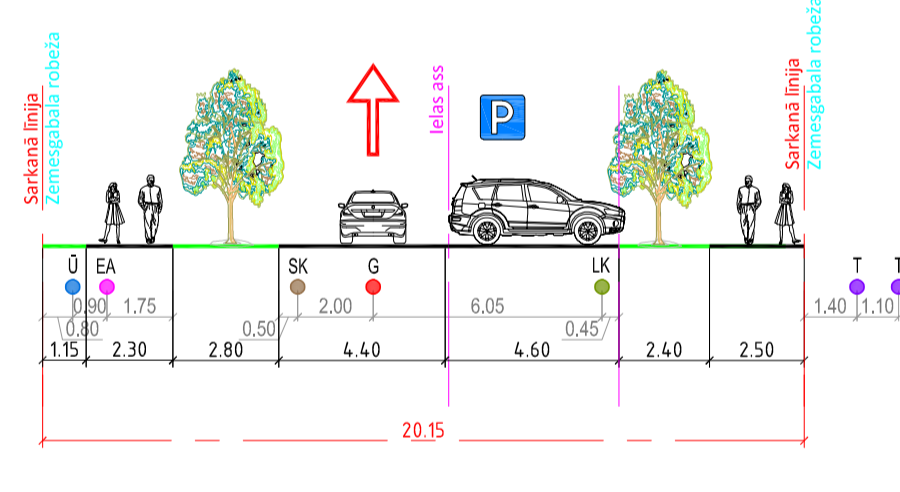 Sarkanā līnija
Zemesgabala robeža
Ielas ass
P
Sarkanā līnija
Zemesgabala robeža
Ū
EA
SK
G
LK
T
T
0.90
1.75
2.00
6.05
1.40
1.10
0.80
0.50
0.45
1.15
2.30
2.80
4.40
4.60
2.40
2.50
20.15